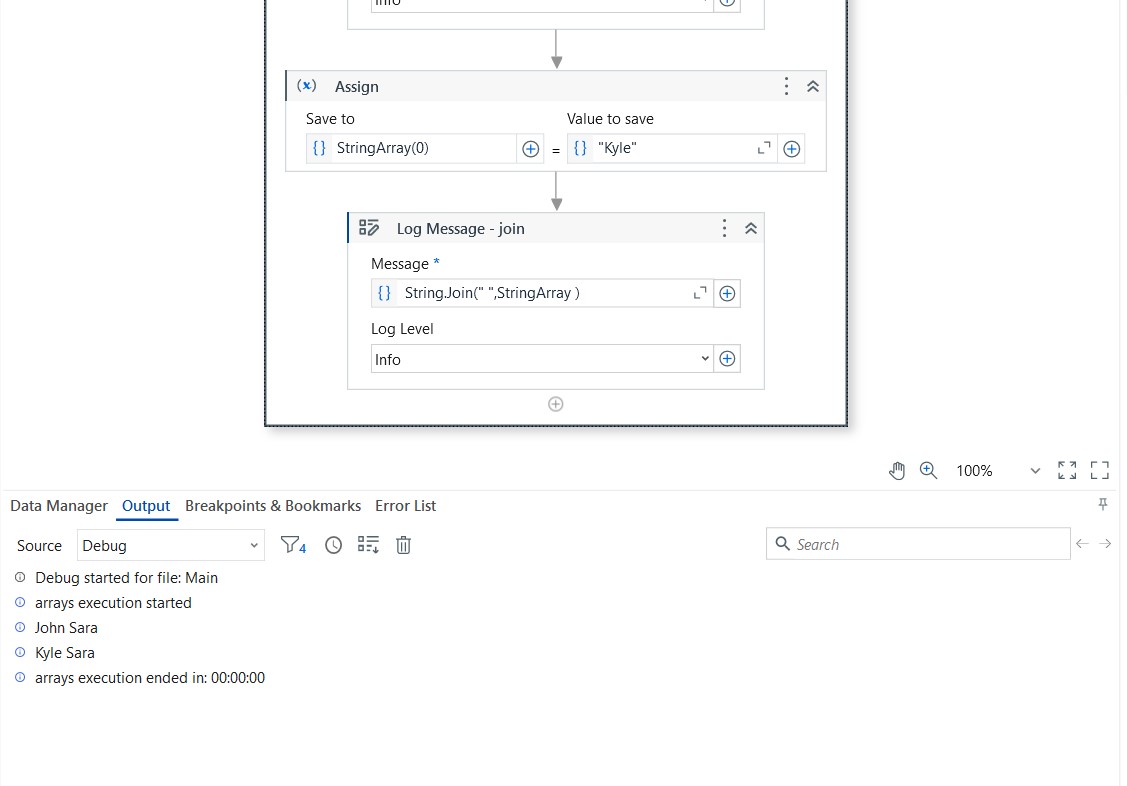 Info
Assign
Save to
Value to save
StringArray(0)
=
"Kyle"
Log Message - join
Message *
String.Join(" ",StringArray )
Log Level
Info
100%
Data Manager
Output
Breakpoints & Bookmarks
Error List
Source
Debug
4
Search
Debug started for file: Main
arrays execution started
John Sara
Kyle Sara
arrays execution ended in: 00:00:00